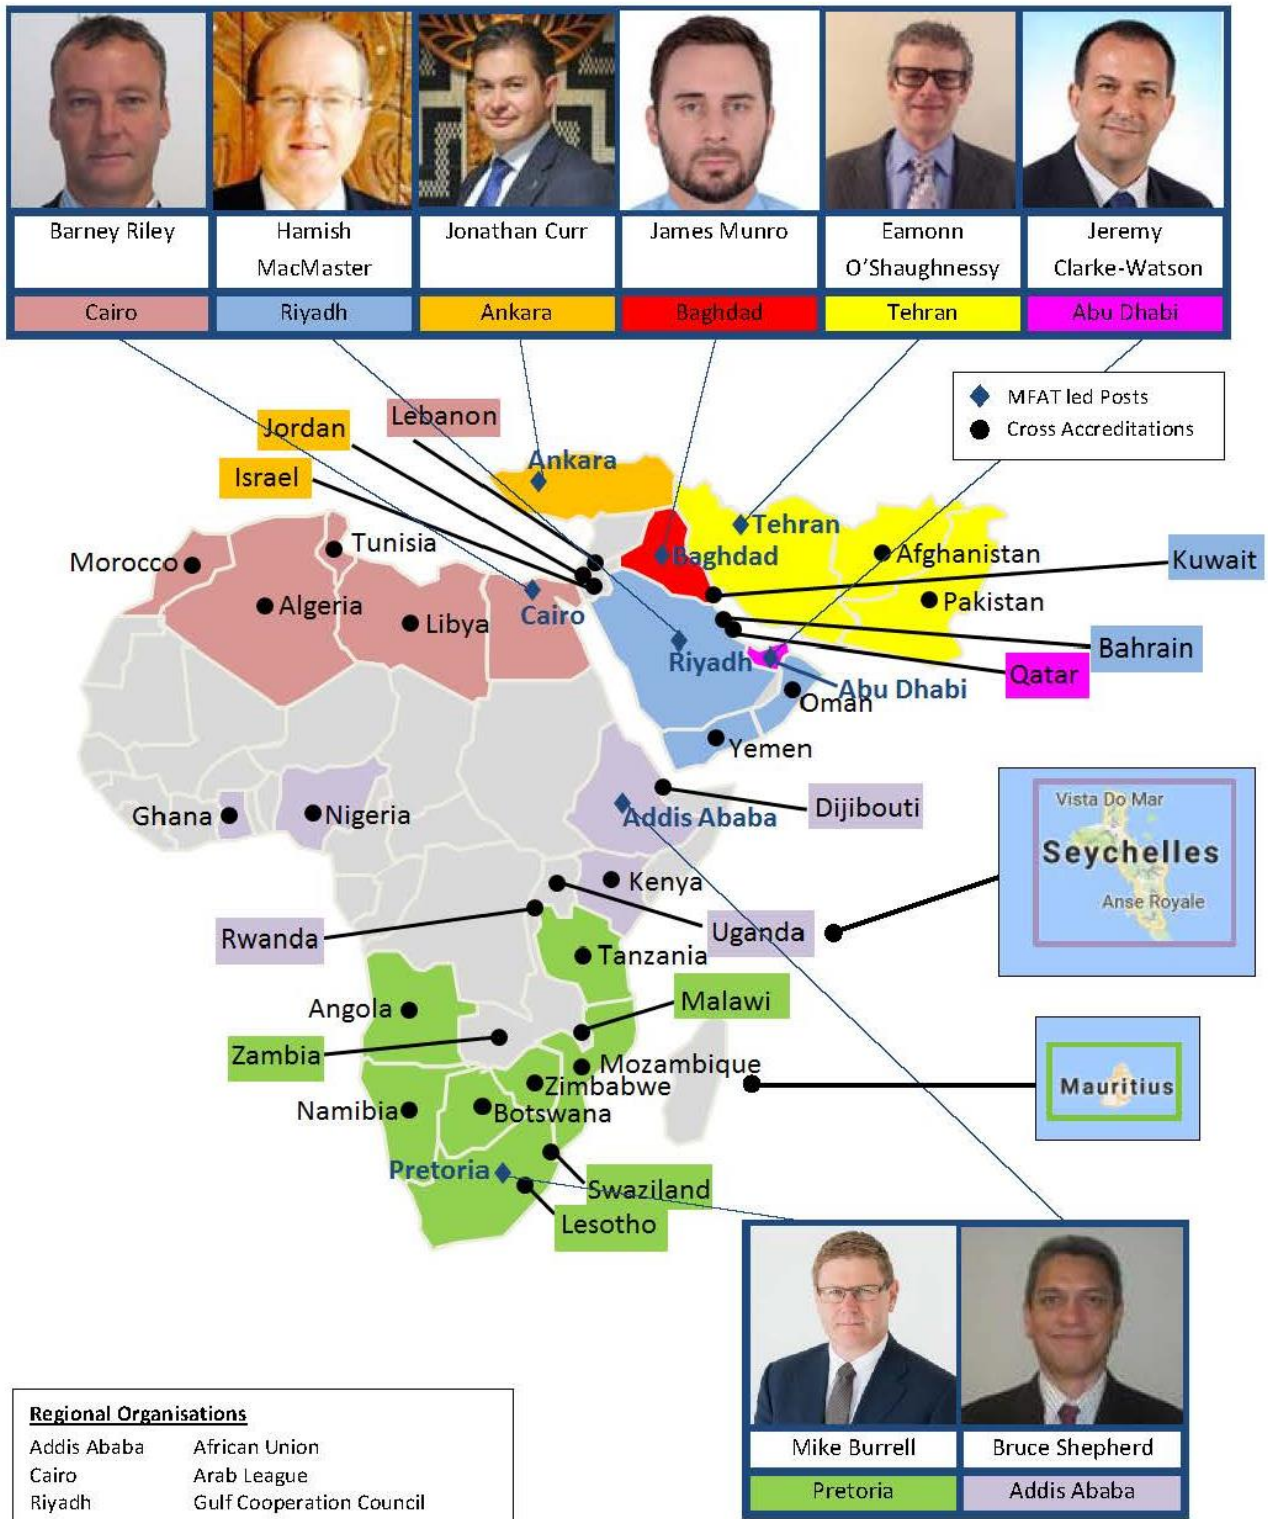 Barney Riley
Hamish
MacMaster
Jonathan Curr
James Munro
Eamonn
O'Shaughnessy
Jeremy
Clarke-Watson
Cairo
Riyadh
Ankara
Baghdad
Tehran
Abu Dhabi
MFAT led Posts
Cross Accreditations
Lebanon
Jordan
Israel
Ankara
Tehran
Baghdad
Afghanistan
Kuwait
Morocco
Tunisia
Algeria
Libya
Cairo
Pakistan
Riyadh
Bahrain
Qatar
Abu Dhabi
Oman
Yemen
Ghana
Nigeria
Addis Ababa
Dijibouti
Vista Do Mar
Seychelles
Anse Royale
Kenya
Rwanda
Uganda
Tanzania
Angola
Malawi
Zambia
Mozambique
Zimbabwe
Mauritius
Namibia
Botswana
Pretoria
Swaziland
Lesotho
Mike Burrell
Bruce Shepherd
Pretoria
Addis Ababa
Regional Organisations
Addis Ababa African Union
Cairo Arab League
Riyadh Gulf Cooperation Council